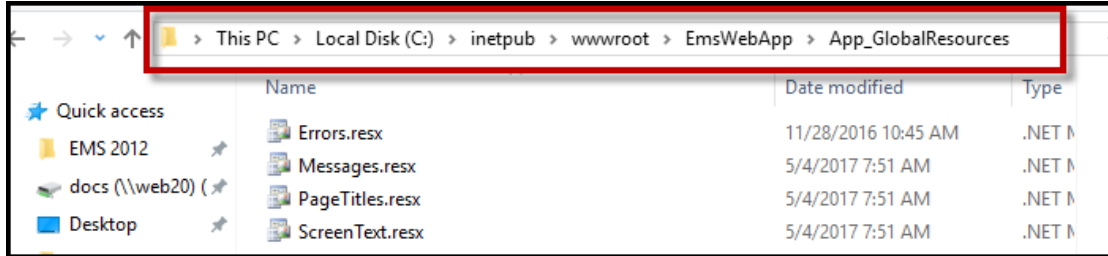 This PC > Local Disk (C:) > inetpub > wwwroot > EmsWebApp > App_GlobalResources
Name Date modified Type
Quick access
Errors.resx 11/28/2016 10:45 AM .NET
EMS 2012
Messages.resx 5/4/2017 7:51 AM .NET
docs (\\web20) (
PageTitles.resx 5/4/2017 7:51 AM .NET
Desktop
ScreenText.resx 5/4/2017 7:51 AM .NET